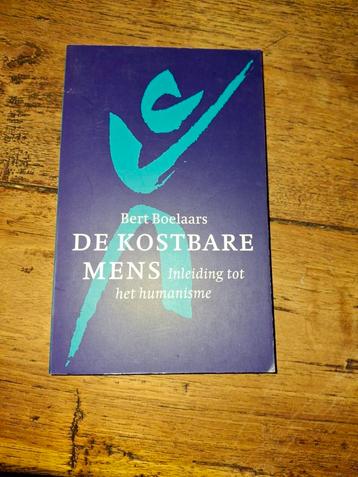 Bert Boelaars
DE KOSTBARE
MENS Inleiding tot
het humanisme